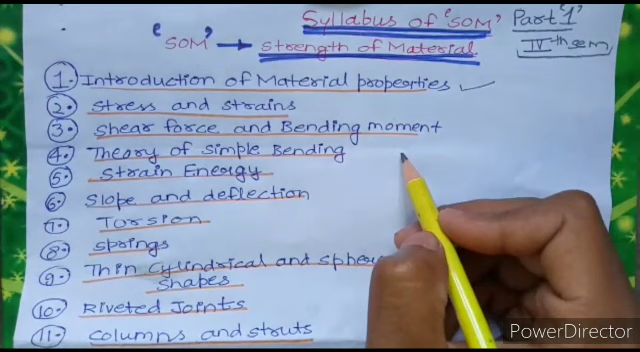 Syllabus of 'SOM' Part '1'
'SOM' → Strength of Material IV-th sem
1. Introduction of Material properties ✓
2. Stress and strains
3. Shear force and Bending moment
4. Theory of simple Bending
5. Strain Energy
6. Slope and deflection
7. Torsion
8. Springs
9. Thin cylindrical and
shapes
10. Riveted Joints
11. Columns and struts
PowerDirector